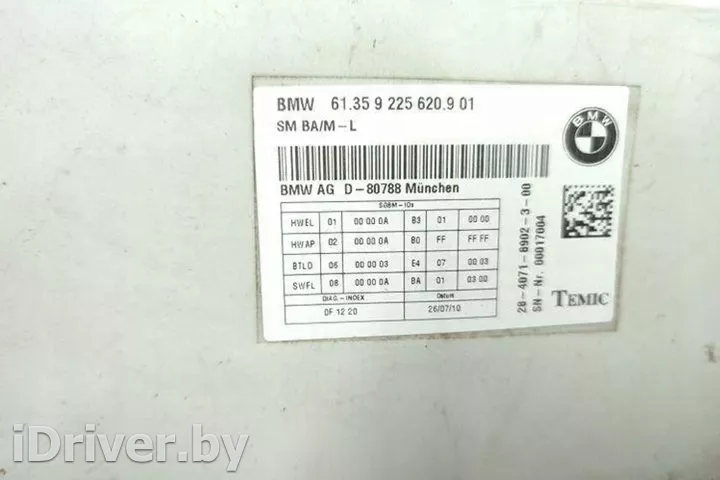 BMW 61.35 9 225 620.9 01
SM BA/M-L
BMW
BMW AG D-80788 München
SGBM-IDs
HWEL 01 00 00 0A B3 01 00 00
HWAP 02 00 00 0A B0 FF FF FF
BTLD 06 00 00 03 E4 07 00 03
SWFL 08 00 00 0A BA 01 03 00
DIAG-INDEX Datum
0F 12 20 26/07/10
28-4071-8902-3-00
SN-Nr. 00017004
TEMIC
iDriver.by